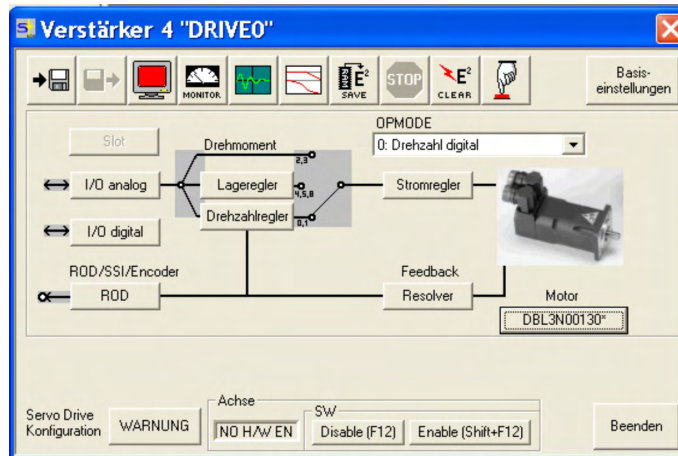 Verstärker 4 "DRIVE0"
MONITOR
E²
SAVE
STOP
E²
CLEAR
Basis-
einstellungen
OPMODE
0: Drehzahl digital
Slot
Drehmoment
2,3
I/O analog
Lageregler
4,5,8
Stromregler
Drehzahlregler
0,1
I/O digital
ROD/SSI/Encoder
Feedback
ROD
Resolver
Motor
DBL3N00130*
Achse
SW
Servo Drive
Konfiguration
WARNUNG
NO H/W EN
Disable (F12)
Enable (Shift+F12)
Beenden